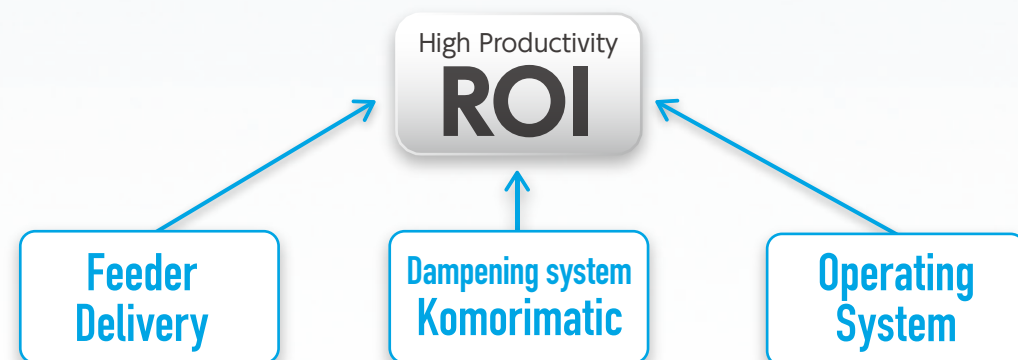 High Productivity
ROI
Feeder
Delivery
Dampening system
Komorimatic
Operating
System